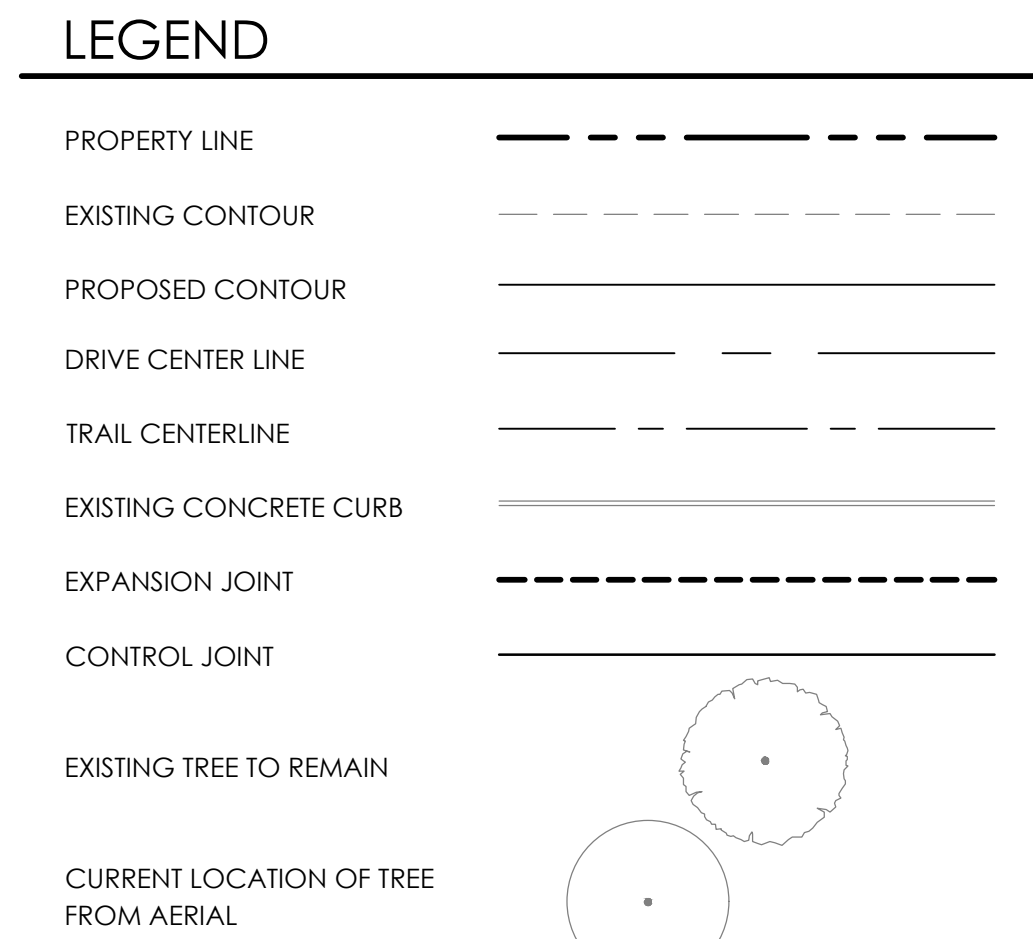 LEGEND
PROPERTY LINE
EXISTING CONTOUR
PROPOSED CONTOUR
DRIVE CENTER LINE
TRAIL CENTERLINE
EXISTING CONCRETE CURB
EXPANSION JOINT
CONTROL JOINT
EXISTING TREE TO REMAIN
CURRENT LOCATION OF TREE
FROM AERIAL